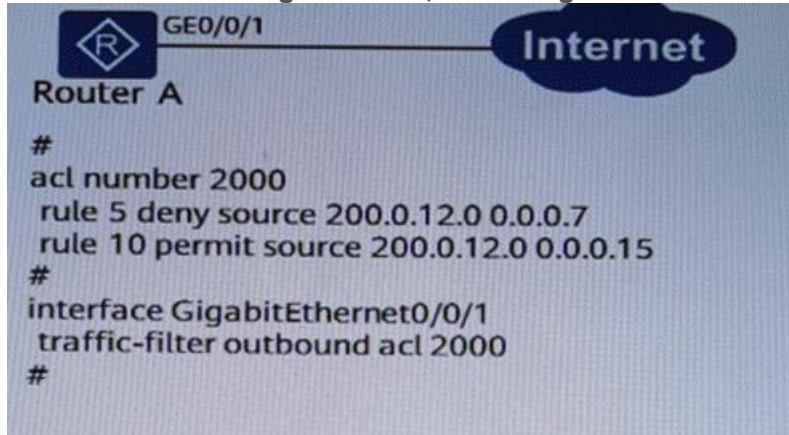 GE0/0/1
R
Internet
Router A
#
acl number 2000
rule 5 deny source 200.0.12.0 0.0.0.7
rule 10 permit source 200.0.12.0 0.0.0.15
#
interface GigabitEthernet0/0/1
traffic-filter outbound acl 2000
#